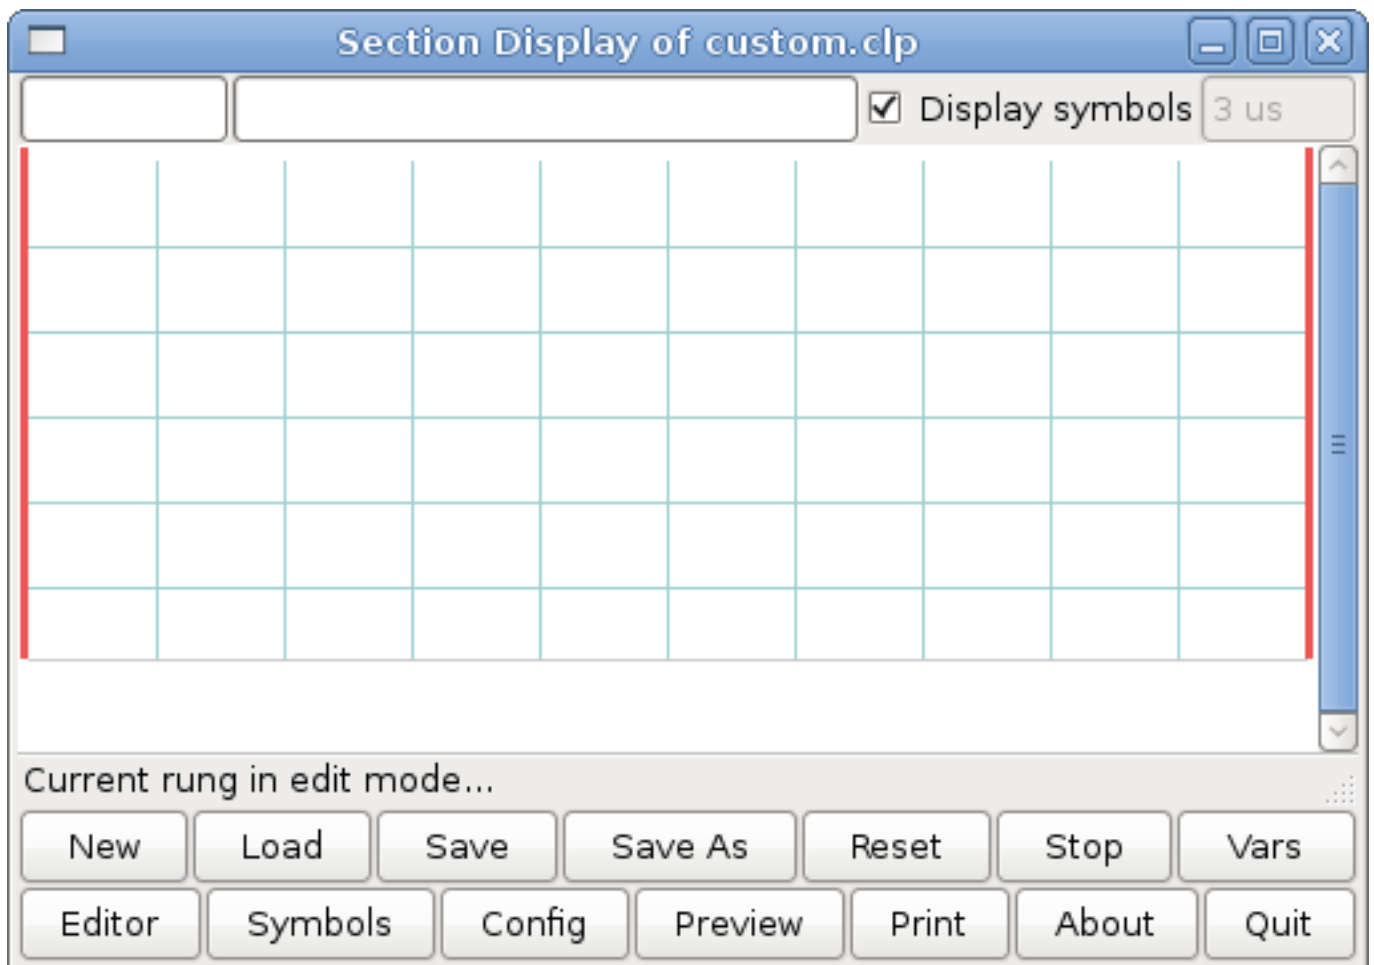 Section Display of custom.clp
Display symbols 3 us
Current rung in edit mode...
New Load Save Save As Reset Stop Vars
Editor Symbols Config Preview Print About Quit